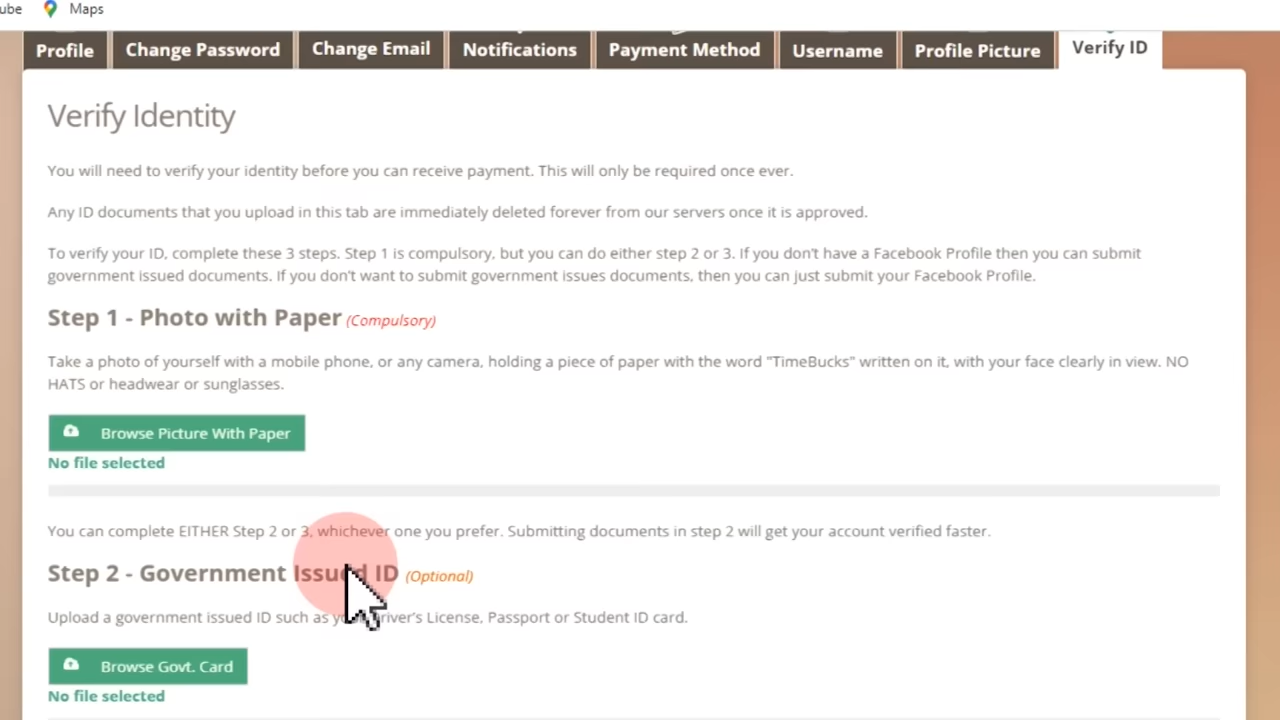 ube Maps
Profile Change Password Change Email Notifications Payment Method Username Profile Picture Verify ID
Verify Identity
You will need to verify your identity before you can receive payment. This will only be required once ever.
Any ID documents that you upload in this tab are immediately deleted forever from our servers once it is approved.
To verify your ID, complete these 3 steps. Step 1 is compulsory, but you can do either step 2 or 3. If you don't have a Facebook Profile then you can submit
government issued documents. If you don't want to submit government issues documents, then you can just submit your Facebook Profile.
Step 1 - Photo with Paper (Compulsory)
Take a photo of yourself with a mobile phone, or any camera, holding a piece of paper with the word "TimeBucks" written on it, with your face clearly in view. NO
HATS or headwear or sunglasses.
Browse Picture With Paper
No file selected
You can complete EITHER Step 2 or 3, whichever one you prefer. Submitting documents in step 2 will get your account verified faster.
Step 2 - Government Issued ID (Optional)
Upload a government issued ID such as river's License, Passport or Student ID card.
Browse Govt. Card
No file selected